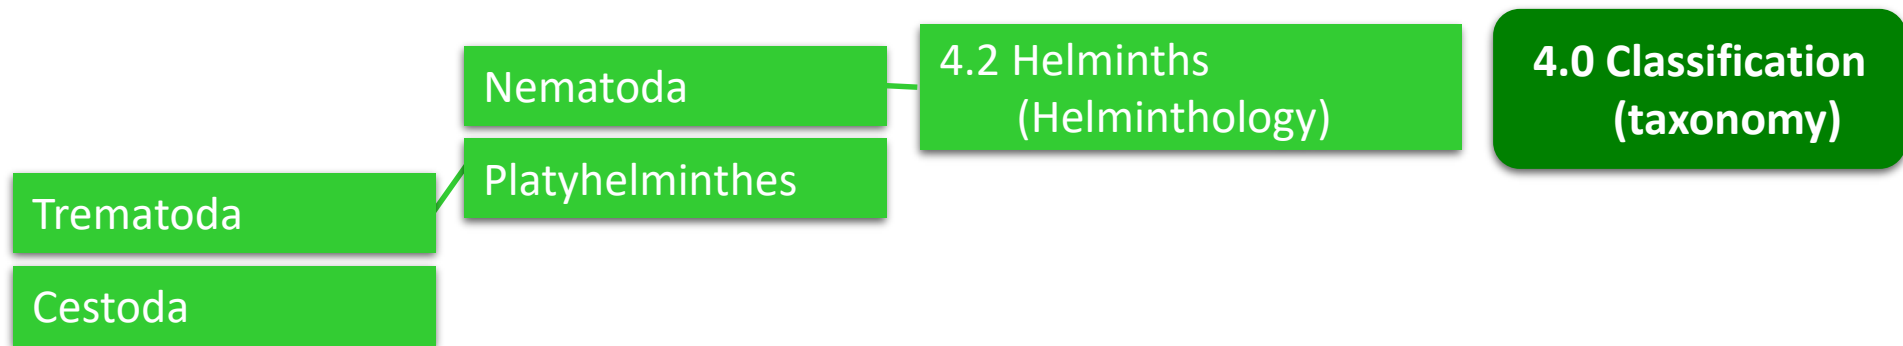 4.0 Classification
(taxonomy)
4.2 Helminths
(Helminthology)
Nematoda
Platyhelminthes
Trematoda
Cestoda